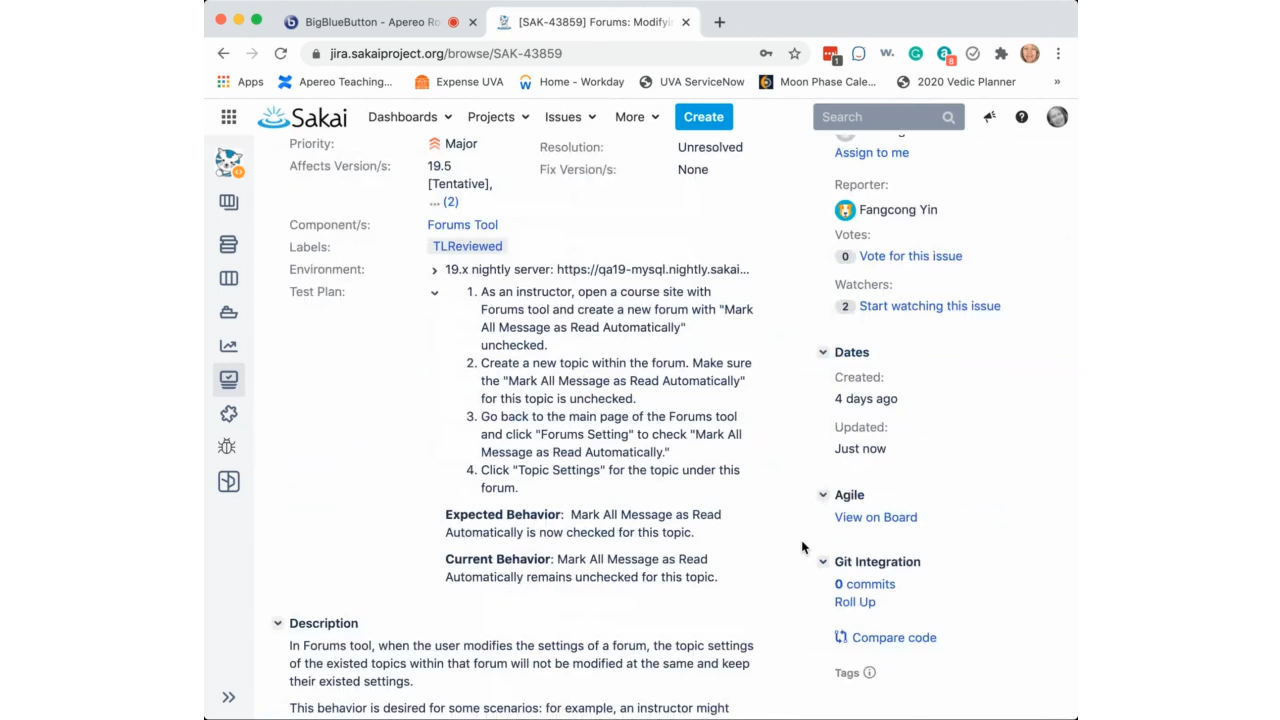 BigBlueButton - Apereo Ro
[SAK-43859] Forums: Modifyin
jira.sakaiproject.org/browse/SAK-43859
1
w.
8
Apps
Apereo Teaching...
Expense UVA
Home - Workday
UVA ServiceNow
Moon Phase Cale...
2020 Vedic Planner
»
Sakai
Dashboards
Projects
Issues
More
Create
Search
Priority:
Major
Resolution:
Unresolved
Affects Version/s:
19.5
[Tentative],
... (2)
Fix Version/s:
None
Component/s:
Forums Tool
Labels:
TLReviewed
Environment:
19.x nightly server: https://qa19-mysql.nightly.sakai...
Test Plan:
1. As an instructor, open a course site with
Forums tool and create a new forum with "Mark
All Message as Read Automatically"
unchecked.
2. Create a new topic within the forum. Make sure
the "Mark All Message as Read Automatically"
for this topic is unchecked.
3. Go back to the main page of the Forums tool
and click "Forums Setting" to check "Mark All
Message as Read Automatically."
4. Click "Topic Settings" for the topic under this
forum.
Expected Behavior: Mark All Message as Read
Automatically is now checked for this topic.
Current Behavior: Mark All Message as Read
Automatically remains unchecked for this topic.
Description
In Forums tool, when the user modifies the settings of a forum, the topic settings
of the existed topics within that forum will not be modified at the same and keep
their existed settings.
This behavior is desired for some scenarios: for example, an instructor might
Assign to me
Reporter:
Fangcong Yin
Votes:
0 Vote for this issue
Watchers:
2 Start watching this issue
Dates
Created:
4 days ago
Updated:
Just now
Agile
View on Board
Git Integration
0 commits
Roll Up
Compare code
Tags